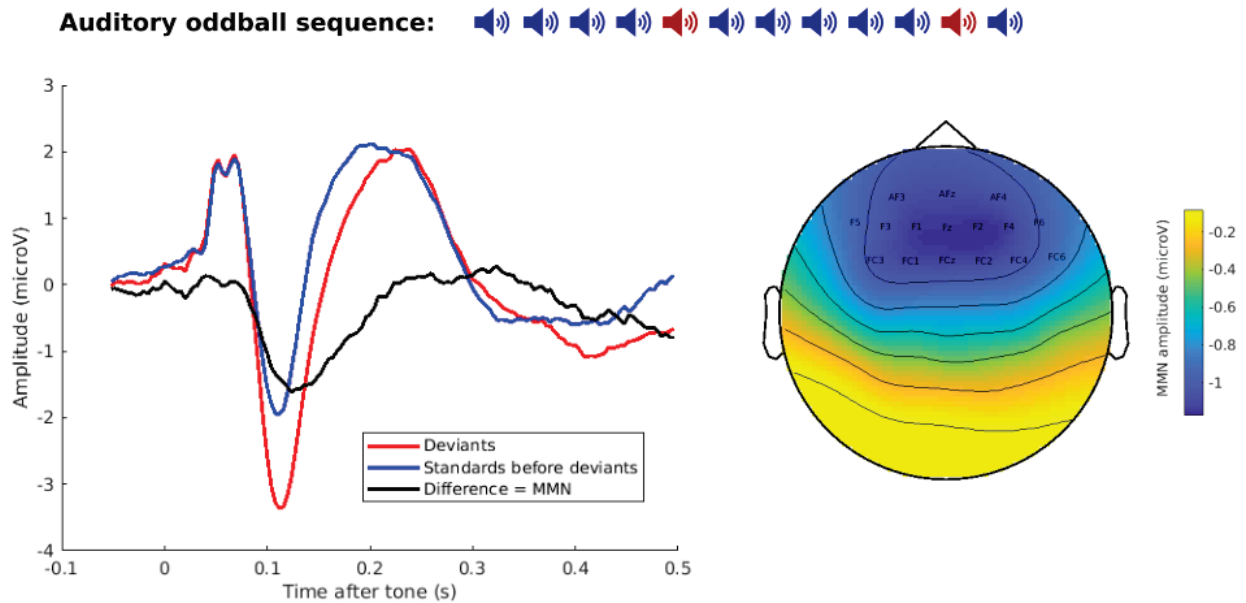 Auditory oddball sequence:
Amplitude (microV)
3
2
1
0
-1
-2
-3
-4
-0.1
0
0.1
0.2
0.3
0.4
0.5
Time after tone (s)
Deviants
Standards before deviants
Difference = MMN
AF3 AFz AF4
F5 F3 F1 Fz F2 F4 F6
FC3 FC1 FCz FC2 FC4 FC6
MMN amplitude (microV)
-0.2
-0.4
-0.6
-0.8
-1